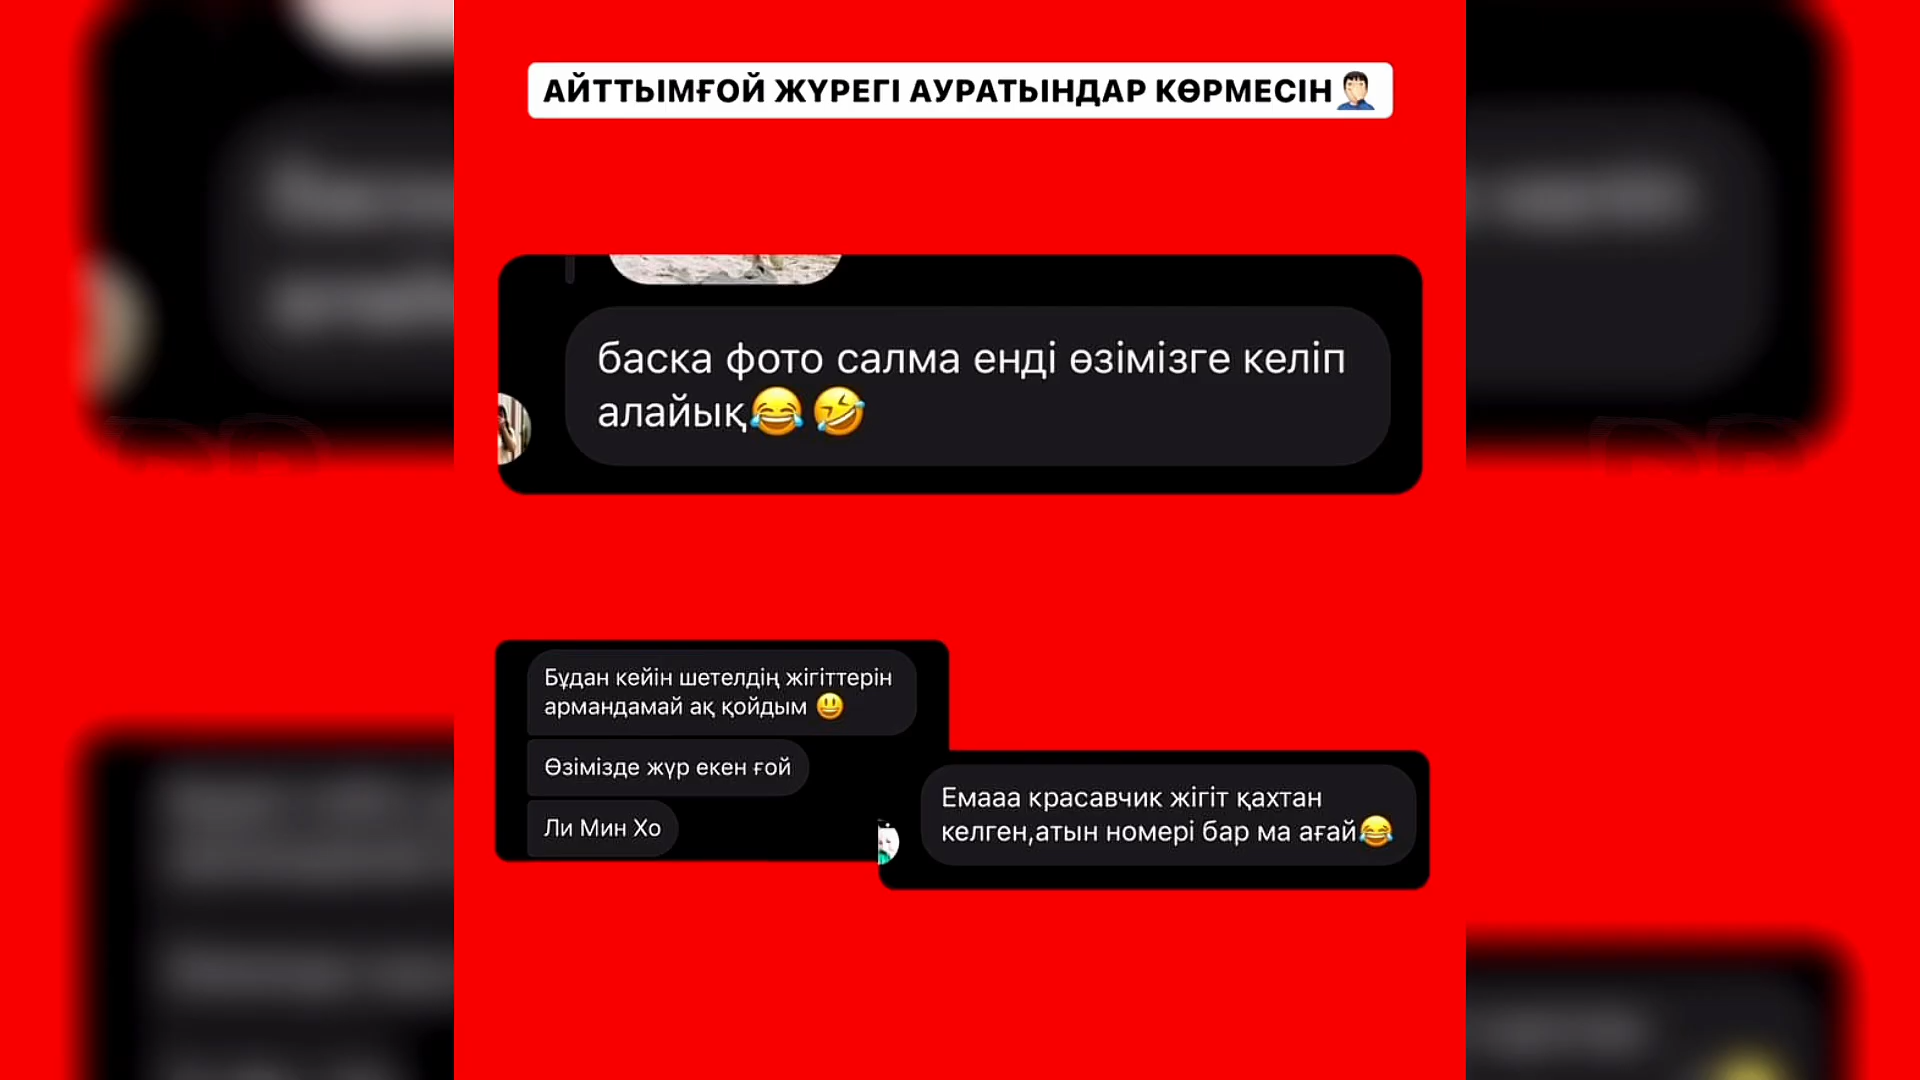 АЙТТЫМҒОЙ ЖҮРЕГІ АУРАТЫНДАР КӨРМЕСІН🤦🏻‍♂️
баска фото салма енді өзімізге келіп
алайық😂🤣
Бұдан кейін шетелдің жігіттерін
армандамай ақ қойдым 😃
Өзімізде жүр екен ғой
Ли Мин Хо
Емааа красавчик жігіт қахтан
келген,атын номері бар ма ағай😂